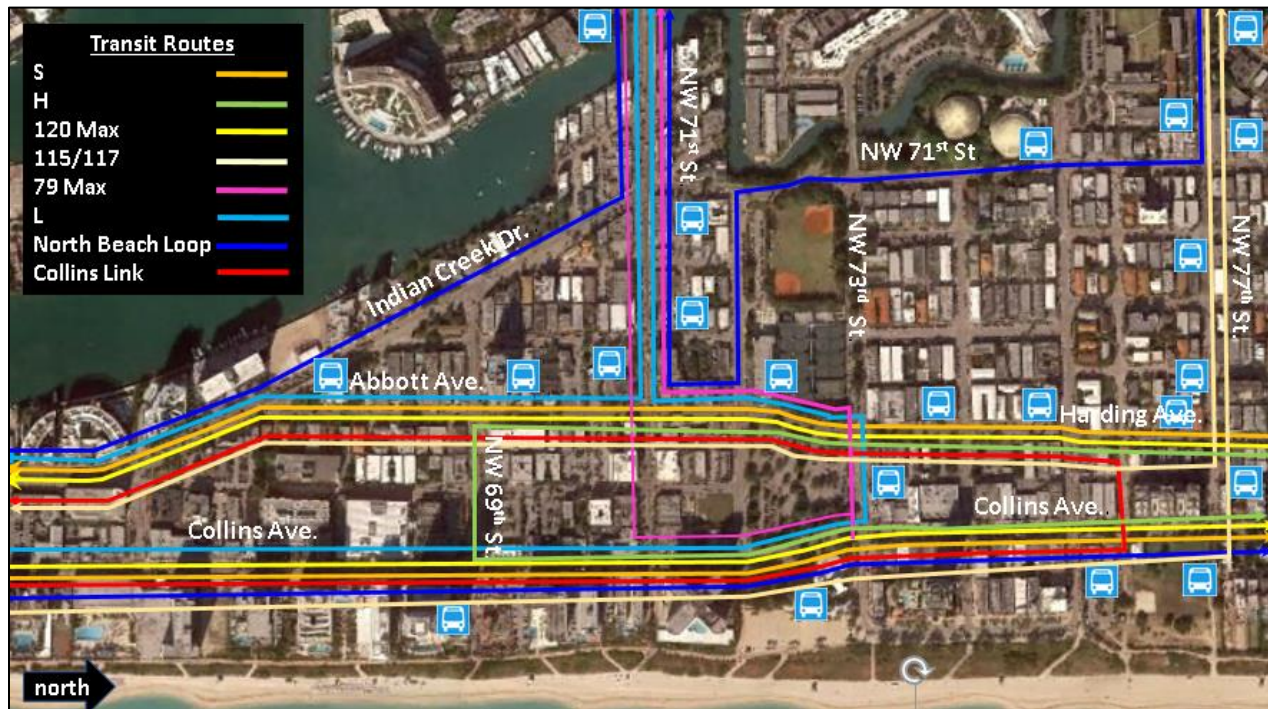 Transit Routes
S
H
120 Max
115/117
79 Max
L
North Beach Loop
Collins Link
NW 71st St.
NW 71st St
Indian Creek Dr.
NW 73rd St.
NW 77th St.
Abbott Ave.
Harding Ave.
NW 69th St.
Collins Ave.
Collins Ave.
north